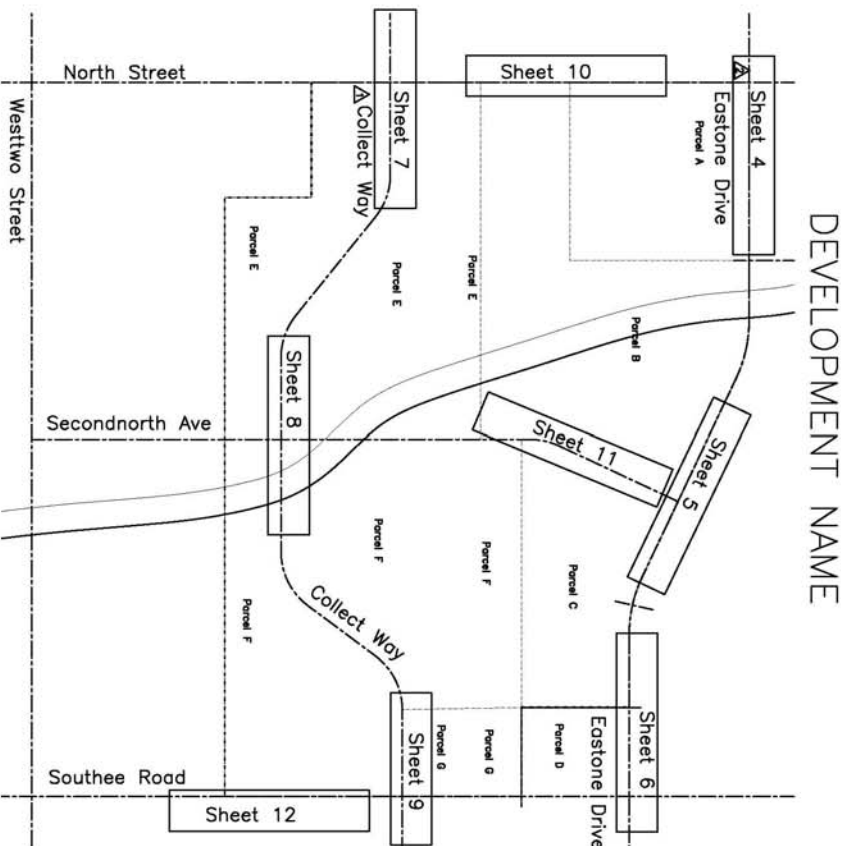 DEVELOPMENT NAME
North Street
Sheet 7
Collect Way
Sheet 10
Sheet 4
Eastone Drive
Parcel A
Westtwo Street
Parcel E
Parcel E
Parcel E
Parcel B
Sheet 8
Secondnorth Ave
Sheet 11
Sheet 5
Parcel F
Parcel F
Parcel C
Parcel F
Collect Way
Southee Road
Sheet 12
Sheet 9
Parcel G
Parcel G
Parcel D
Eastone Drive
Sheet 6